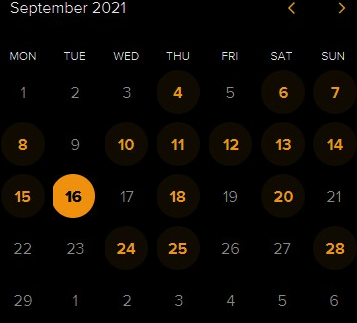 September 2021
MON TUE WED THU FRI SAT SUN
1 2 3 4 5 6 7
8 9 10 11 12 13 14
15 16 17 18 19 20 21
22 23 24 25 26 27 28
29 1 2 3 4 5 6